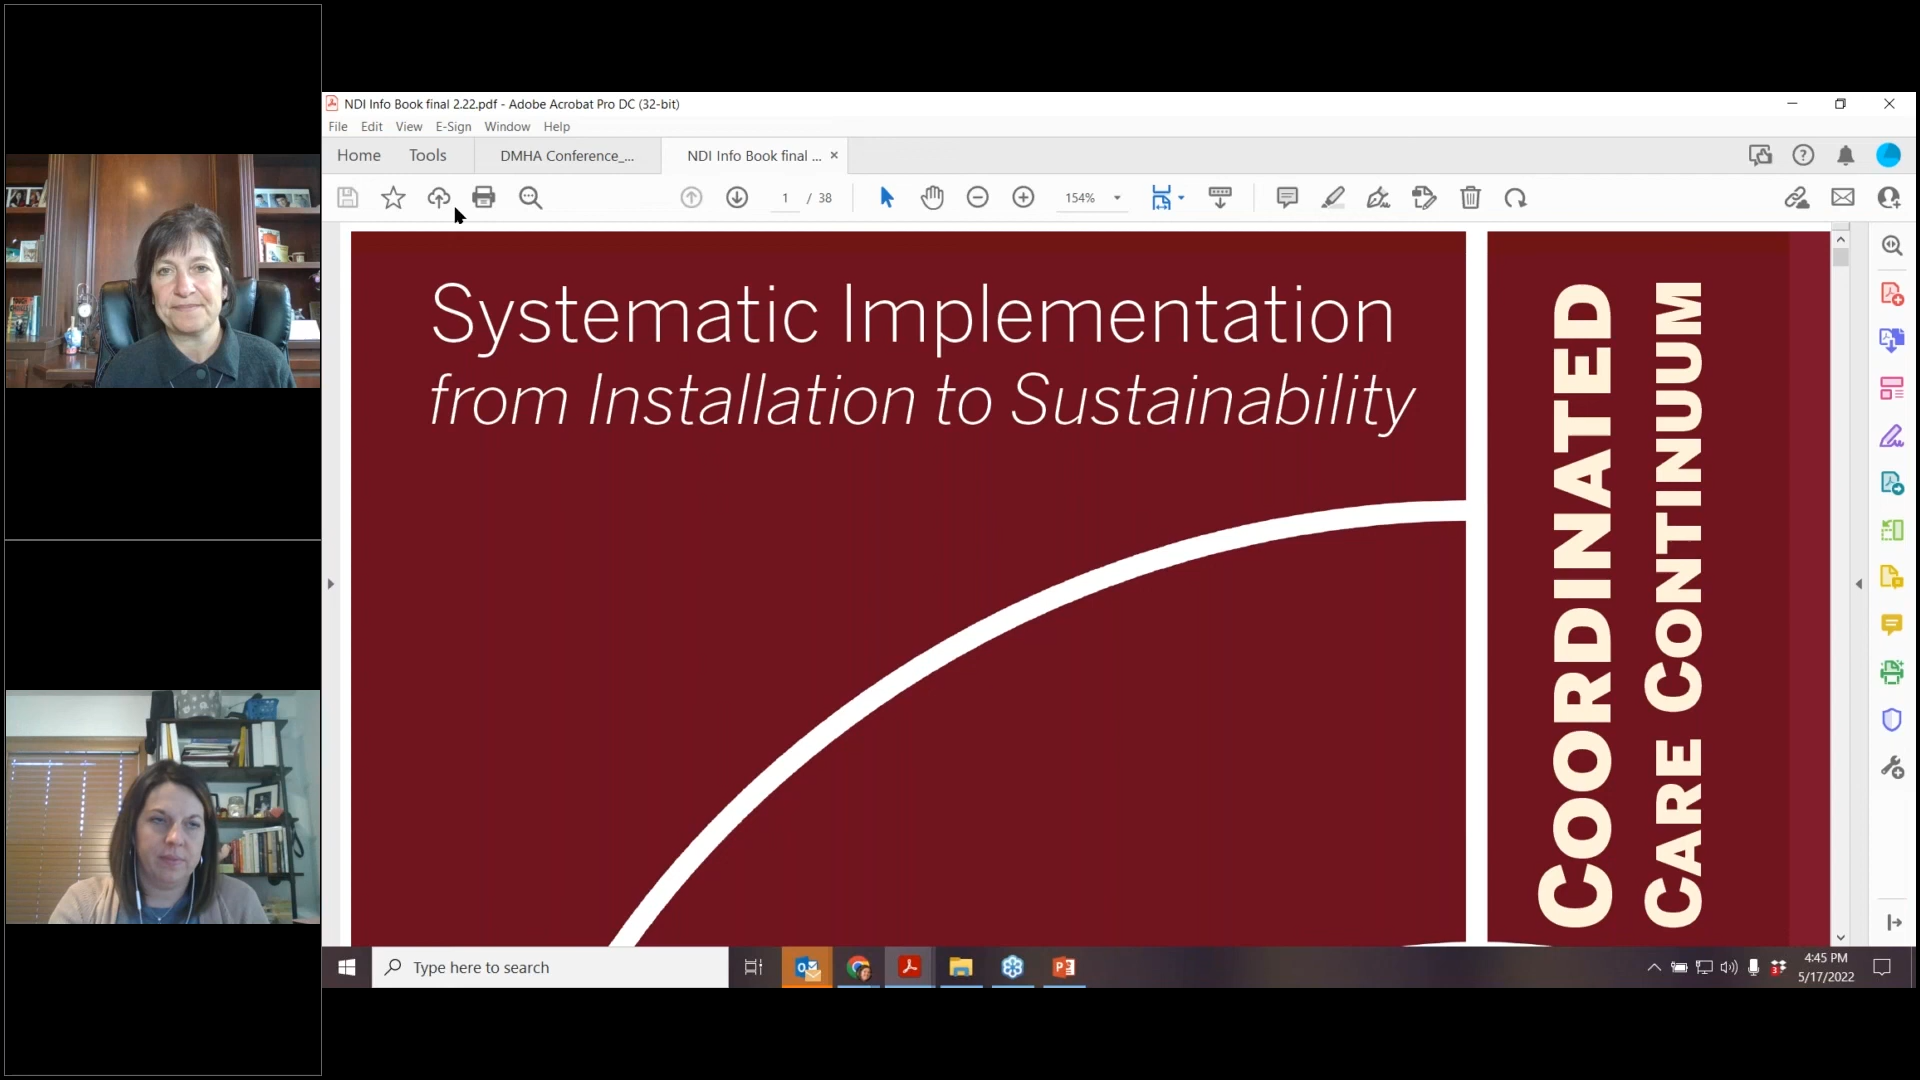 NDI Info Book final 2.22.pdf - Adobe Acrobat Pro DC (32-bit)
File Edit View E-Sign Window Help
Home Tools DMHA Conference_... NDI Info Book final ... ×
1 / 38 154%
Systematic Implementation
from Installation to Sustainability
COORDINATED
CARE CONTINUUM
Type here to search
4:45 PM
5/17/2022